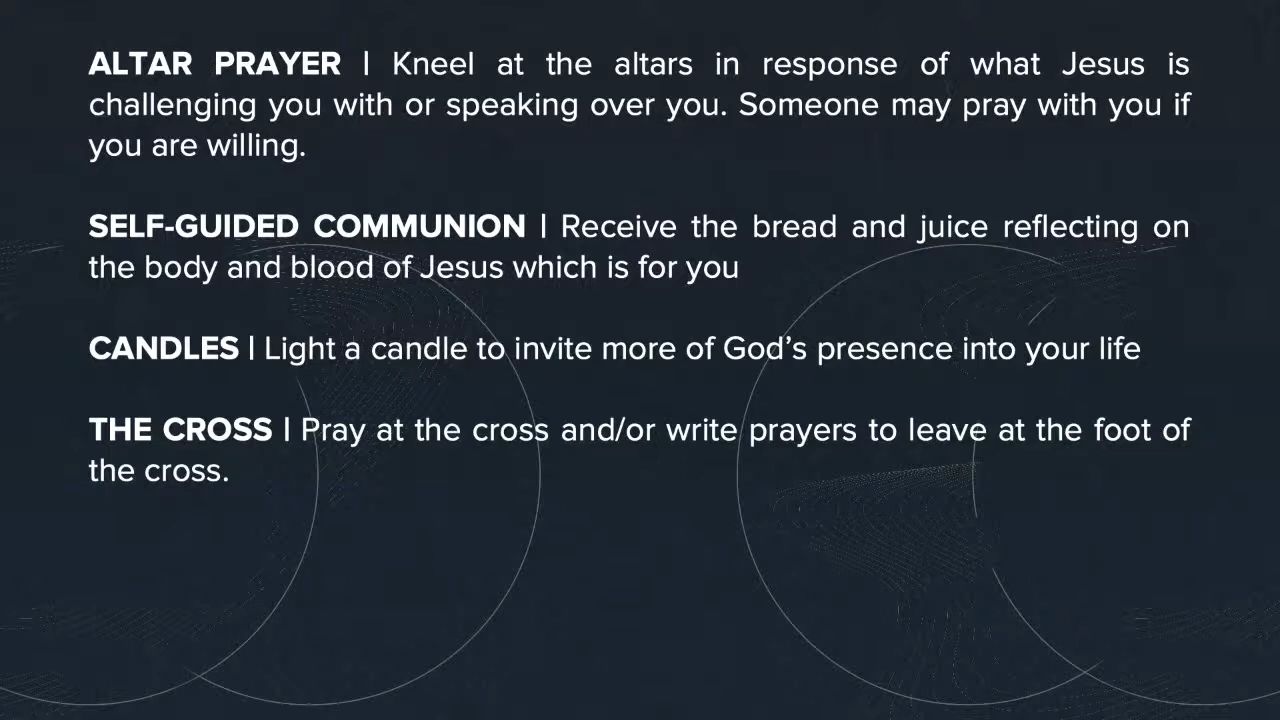 ALTAR PRAYER | Kneel at the altars in response of what Jesus is
challenging you with or speaking over you. Someone may pray with you if
you are willing.
SELF-GUIDED COMMUNION | Receive the bread and juice reflecting on
the body and blood of Jesus which is for you
CANDLES | Light a candle to invite more of God’s presence into your life
THE CROSS | Pray at the cross and/or write prayers to leave at the foot of
the cross.